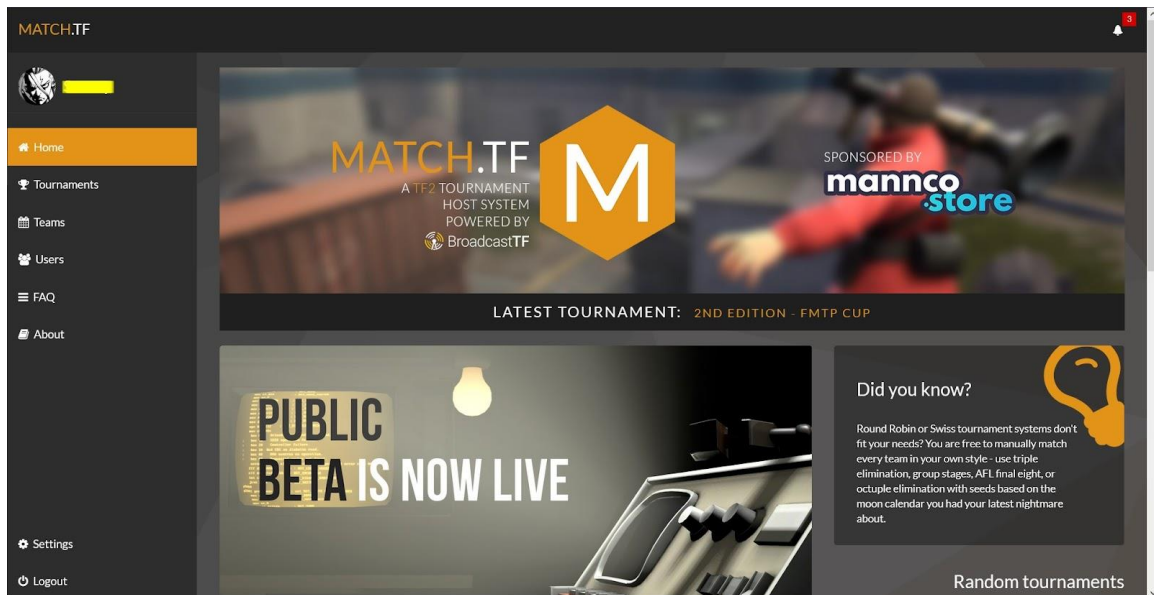 MATCH.TF
3
Home
Tournaments
Teams
Users
FAQ
About
Settings
Logout
MATCH.TF
A TF2 TOURNAMENT
HOST SYSTEM
POWERED BY
BroadcastTF
M
SPONSORED BY
mannco
.store
LATEST TOURNAMENT: 2ND EDITION - FMTP CUP
PUBLIC
BETA IS NOW LIVE
Did you know?
Round Robin or Swiss tournament systems don't
fit your needs? You are free to manually match
every team in your own style - use triple
elimination, group stages, AFL final eight, or
octuple elimination with seeds based on the
moon calendar you had your latest nightmare
about.
Random tournaments